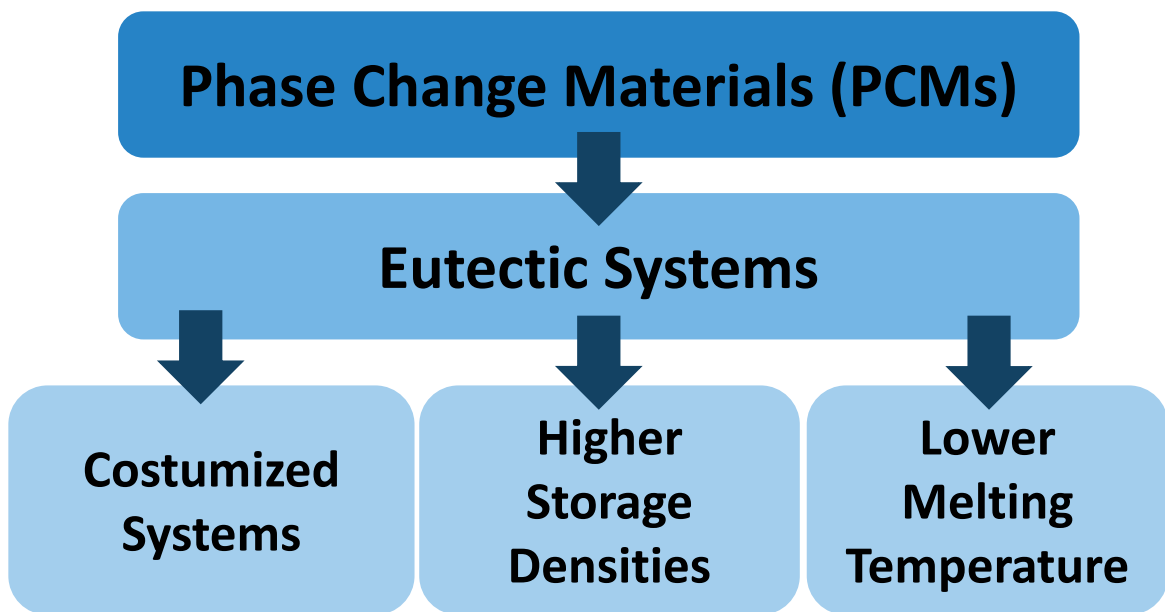 Phase Change Materials (PCMs)
Eutectic Systems
Costumized
Systems
Higher
Storage
Densities
Lower
Melting
Temperature